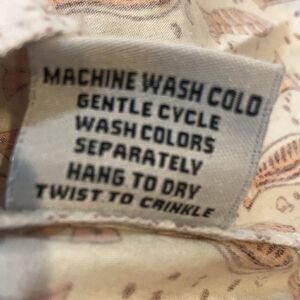 MACHINE WASH COLD
GENTLE CYCLE
WASH COLORS
SEPARATELY
HANG TO DRY
TWIST TO CRINKLE